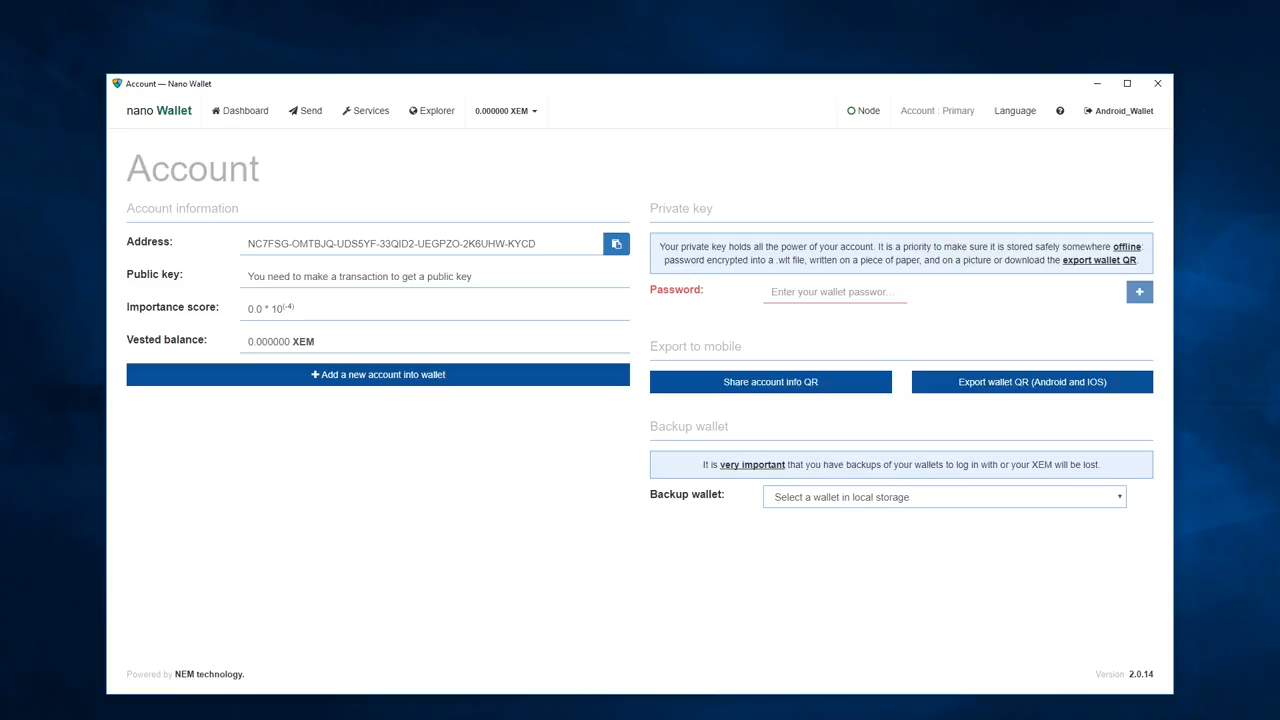 Account — Nano Wallet
nano Wallet
Dashboard
Send
Services
Explorer
0.000000 XEM
Node
Account : Primary
Language
Android_Wallet
Account
Account information
Address:
NC7FSG-OMTBJQ-UDS5YF-33QID2-UEGPZO-2K6UHW-KYCD
Public key:
You need to make a transaction to get a public key
Importance score:
0.0 * 10(-4)
Vested balance:
0.000000 XEM
Add a new account into wallet
Private key
Your private key holds all the power of your account. It is a priority to make sure it is stored safely somewhere offline:
password encrypted into a .wlt file, written on a piece of paper, and on a picture or download the export wallet QR.
Password:
Enter your wallet passwor...
Export to mobile
Share account info QR
Export wallet QR (Android and IOS)
Backup wallet
It is very important that you have backups of your wallets to log in with or your XEM will be lost.
Backup wallet:
Select a wallet in local storage
Powered by NEM technology.
Version 2.0.14